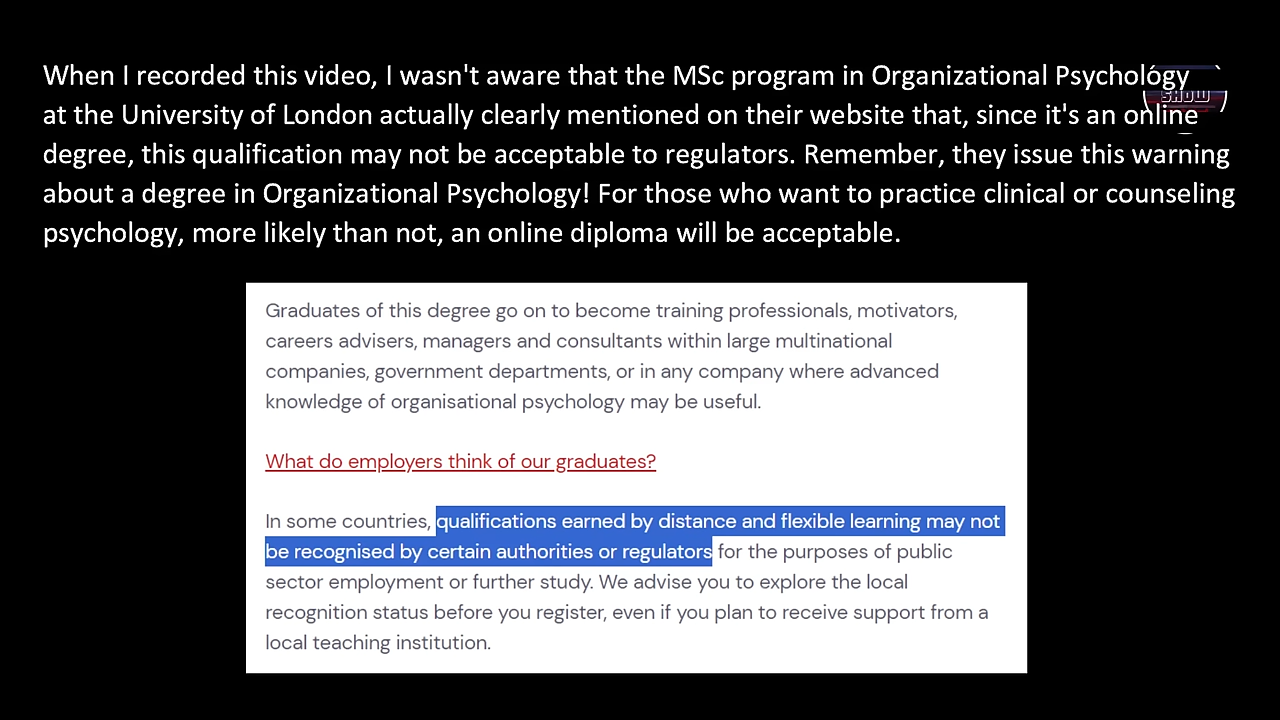 When I recorded this video, I wasn't aware that the MSc program in Organizational Psychology
SHOW
at the University of London actually clearly mentioned on their website that, since it's an online
degree, this qualification may not be acceptable to regulators. Remember, they issue this warning
about a degree in Organizational Psychology! For those who want to practice clinical or counseling
psychology, more likely than not, an online diploma will be acceptable.
Graduates of this degree go on to become training professionals, motivators,
careers advisers, managers and consultants within large multinational
companies, government departments, or in any company where advanced
knowledge of organisational psychology may be useful.
What do employers think of our graduates?
In some countries, qualifications earned by distance and flexible learning may not
be recognised by certain authorities or regulators for the purposes of public
sector employment or further study. We advise you to explore the local
recognition status before you register, even if you plan to receive support from a
local teaching institution.